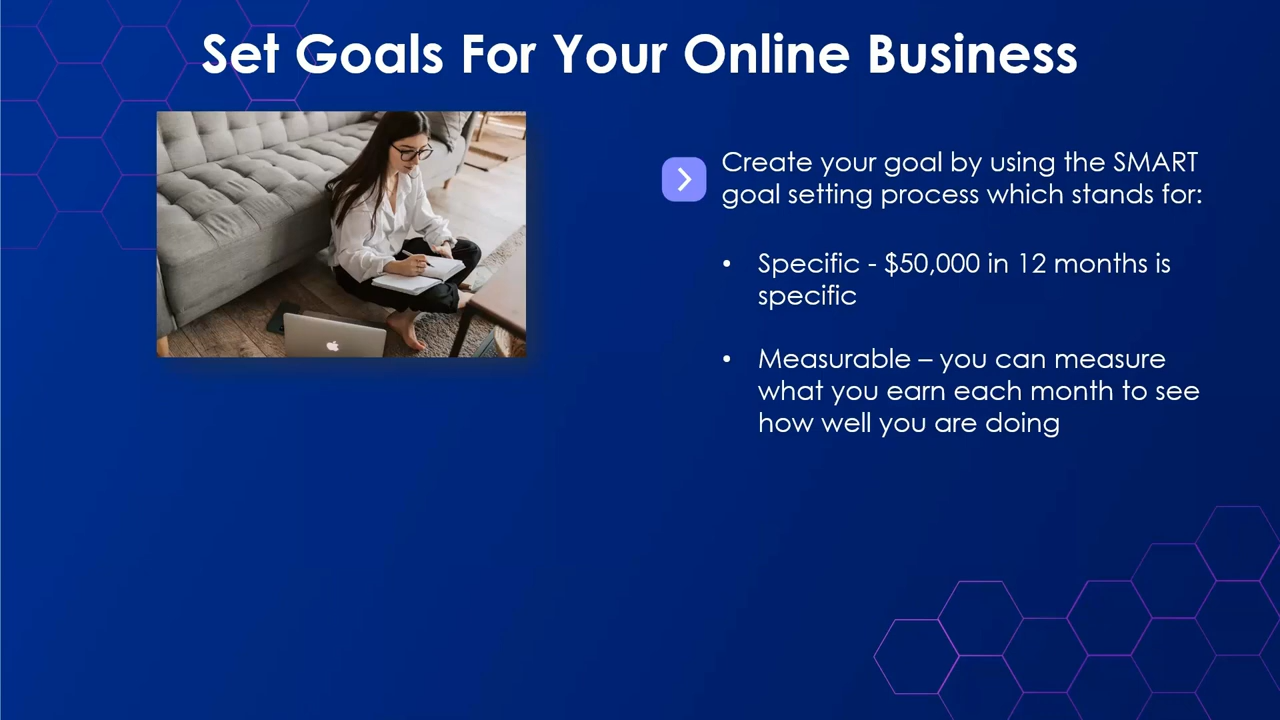 Set Goals For Your Online Business
Create your goal by using the SMART
goal setting process which stands for:
• Specific - $50,000 in 12 months is
specific
• Measurable – you can measure
what you earn each month to see
how well you are doing